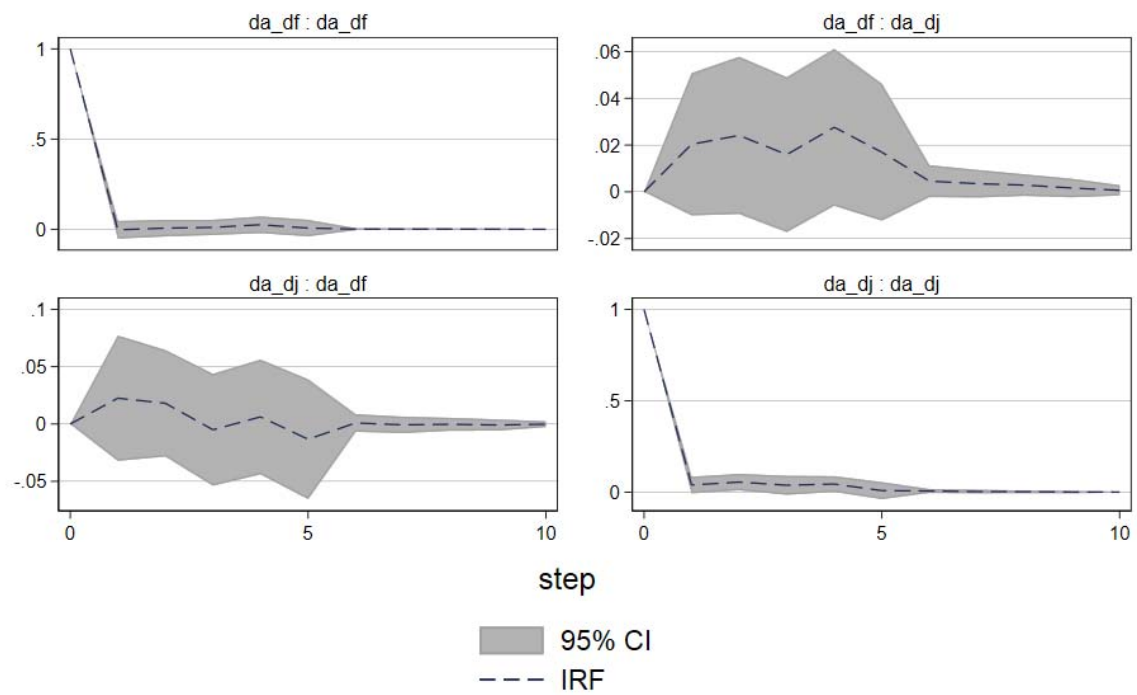 da_df : da_df
da_df : da_dj
1
.5
0
.06
.04
.02
0
-.02
da_dj : da_df
da_dj : da_dj
.1
.05
0
-.05
1
.5
0
0 5 10
0 5 10
step
95% CI
IRF